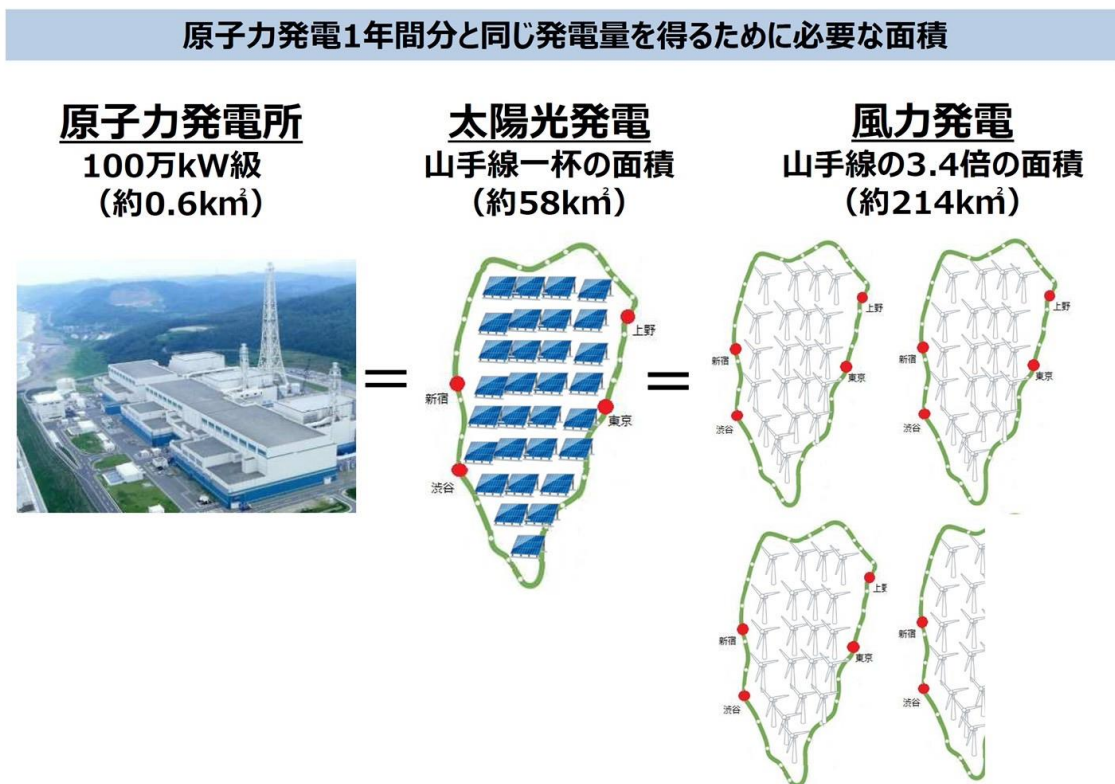 原子力発電1年間分と同じ発電量を得るために必要な面積
原子力発電所
100万kW級
（約0.6k㎡）
太陽光発電
山手線一杯の面積
（約58k㎡）
風力発電
山手線の3.4倍の面積
（約214k㎡）
＝
上野
新宿
東京
渋谷
＝
上野
新宿
東京
渋谷
上野
新宿
東京
渋谷
上野
新宿
東京
渋谷
新宿
渋谷